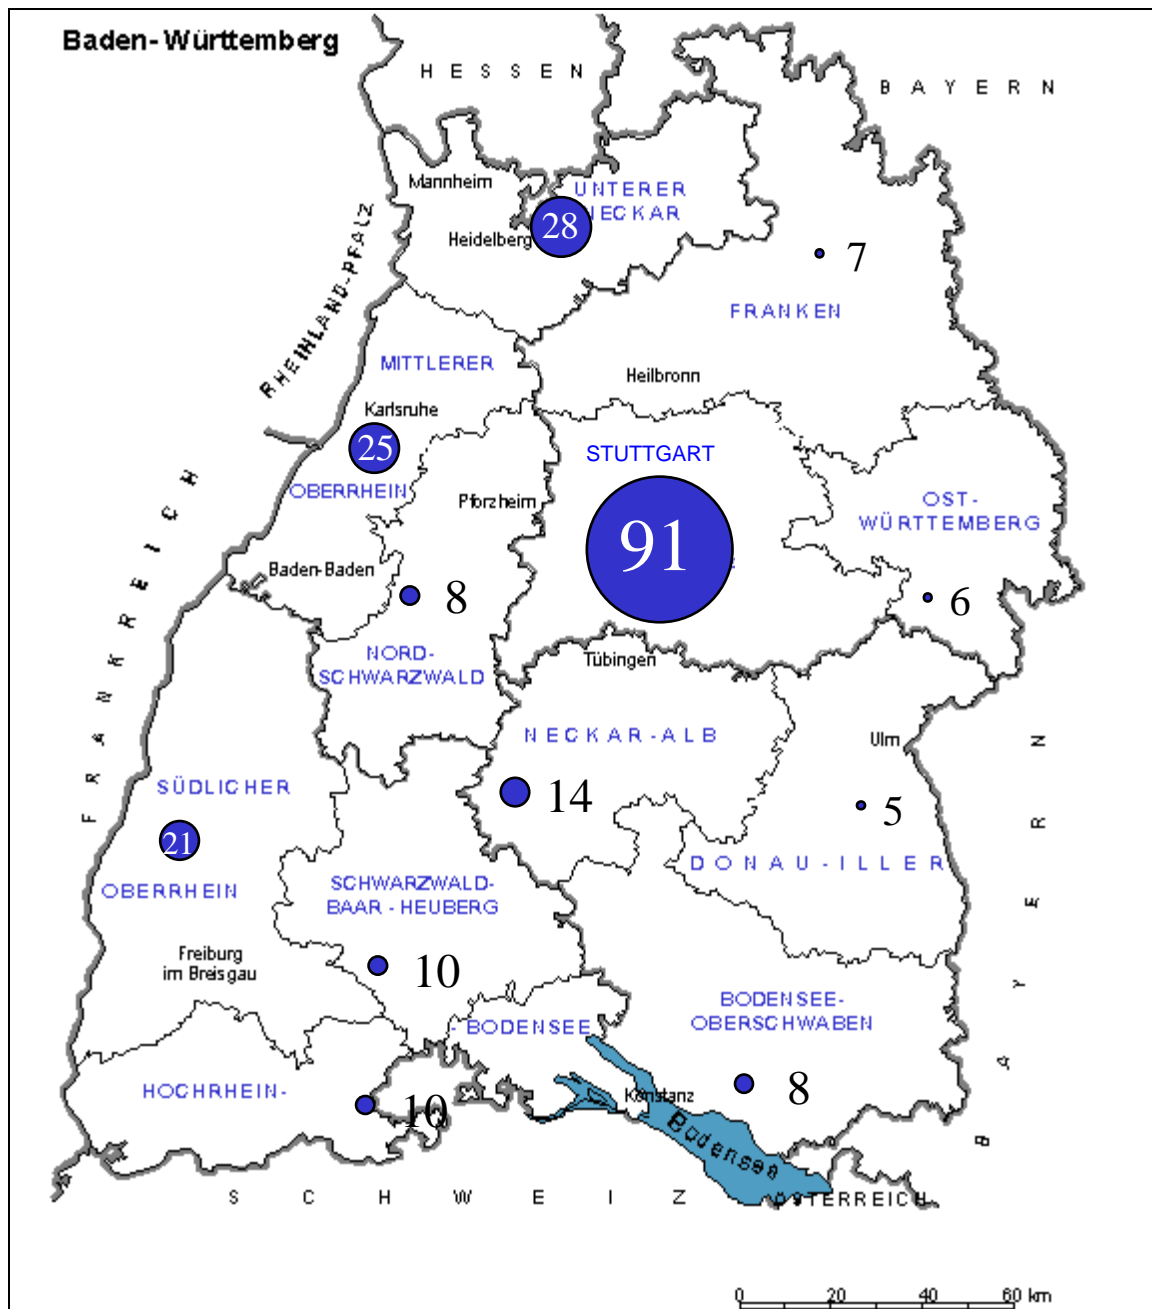 Baden-Württemberg
HESSEN
BAYERN
Mannheim
UNTERER
NECKAR
28
Heidelberg
7
RHEINLAND-PFALZ
FRANKEN
MITTLERER
Heilbronn
Karlsruhe
25
STUTTGART
OBERRHEIN
Pforzheim
OST-
WÜRTTEMBERG
91
FRANKREICH
Baden-Baden
8
6
NORD-
SCHWARZWALD
Tübingen
NECKAR-ALB
Ulm
SÜDLICHER
14
5
21
DONAU-ILLER
OBERRHEIN
SCHWARZWALD-
BAAR-HEUBERG
BAYERN
Freiburg
im Breisgau
10
BODENSEE-
OBERSCHWABEN
- BODENSEE
HOCHRHEIN-
10
Konstanz
8
Bodensee
SCHWEIZ
ÖSTERREICH
0 20 40 60 km